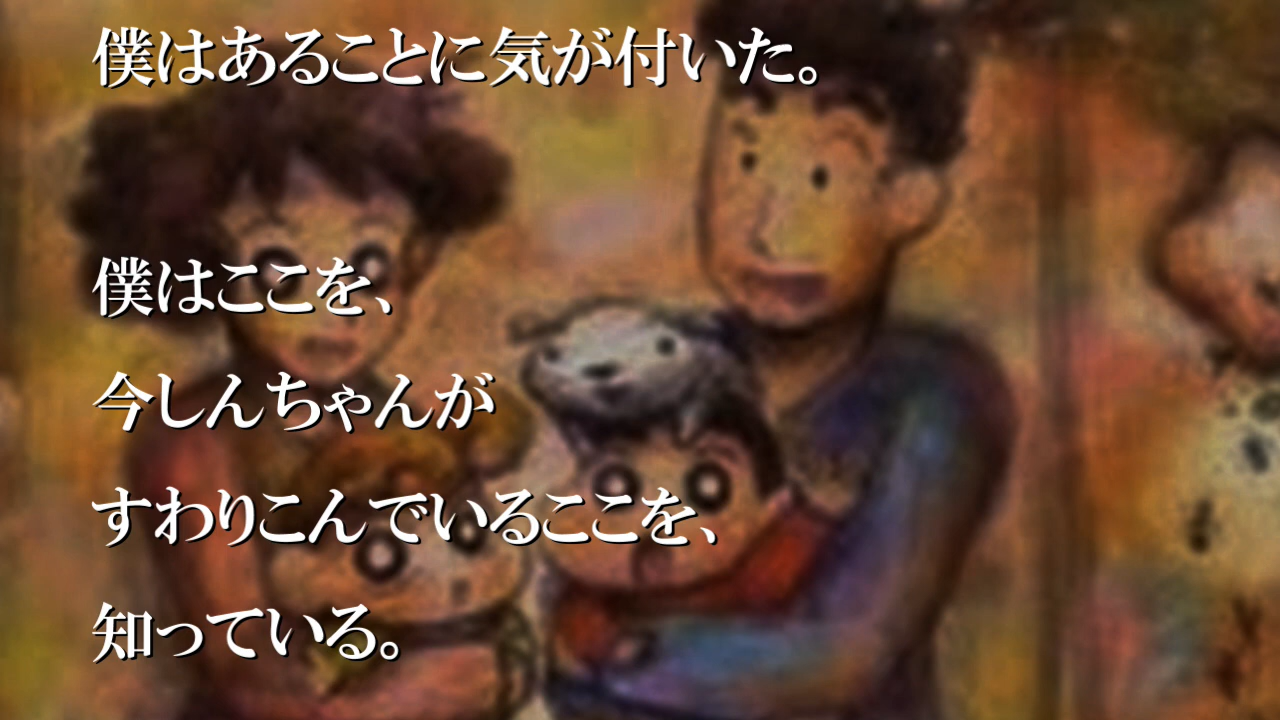 僕はあることに気が付いた。
僕はここを、
今しんちゃんが
すわりこんでいるここを、
知っている。